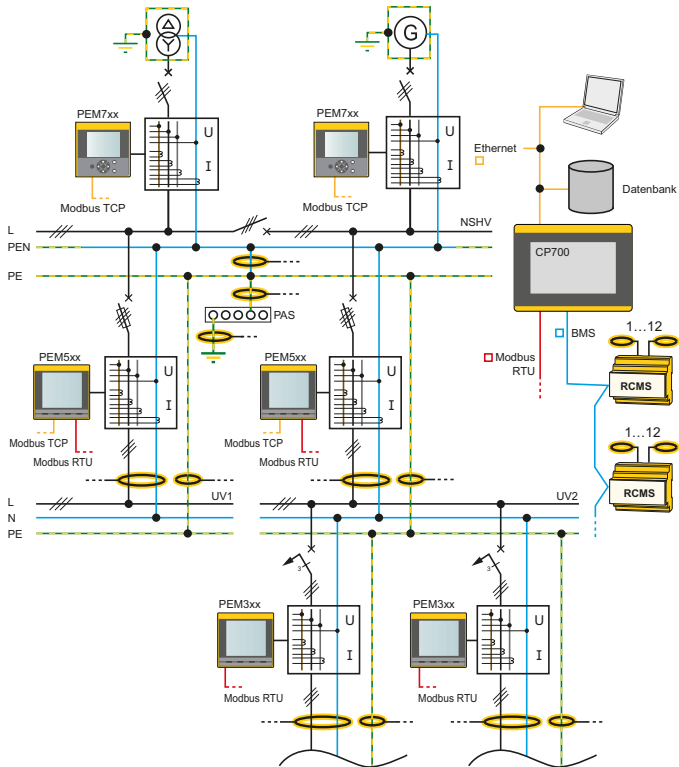 G
PEM7xx
U
I
Modbus TCP
PEM7xx
U
I
Modbus TCP
Ethernet
Datenbank
L
NSHV
PEN
PE
CP700
PAS
BMS
1...12
Modbus
RTU
RCMS
PEM5xx
U
I
Modbus TCP
Modbus RTU
PEM5xx
U
I
Modbus TCP
Modbus RTU
1...12
RCMS
L
UV1
UV2
N
PE
3
3
PEM3xx
U
I
Modbus RTU
PEM3xx
U
I
Modbus RTU